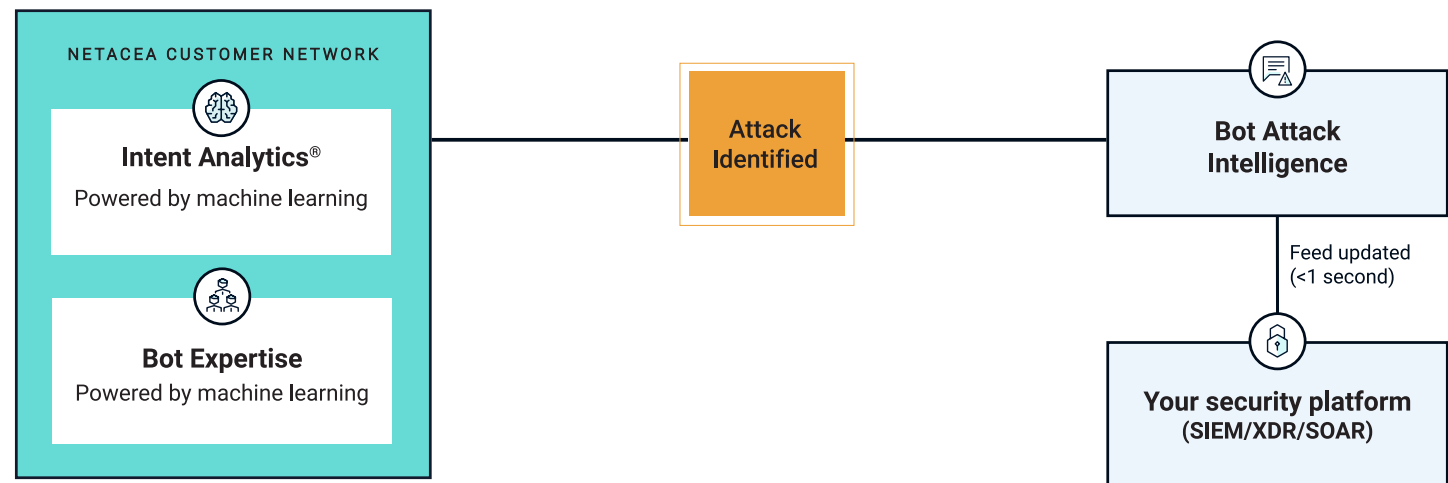 NETACEA CUSTOMER NETWORK
Intent Analytics®
Powered by machine learning
Bot Expertise
Powered by machine learning
Attack
Identified
Bot Attack
Intelligence
Feed updated
(<1 second)
Your security platform
(SIEM/XDR/SOAR)